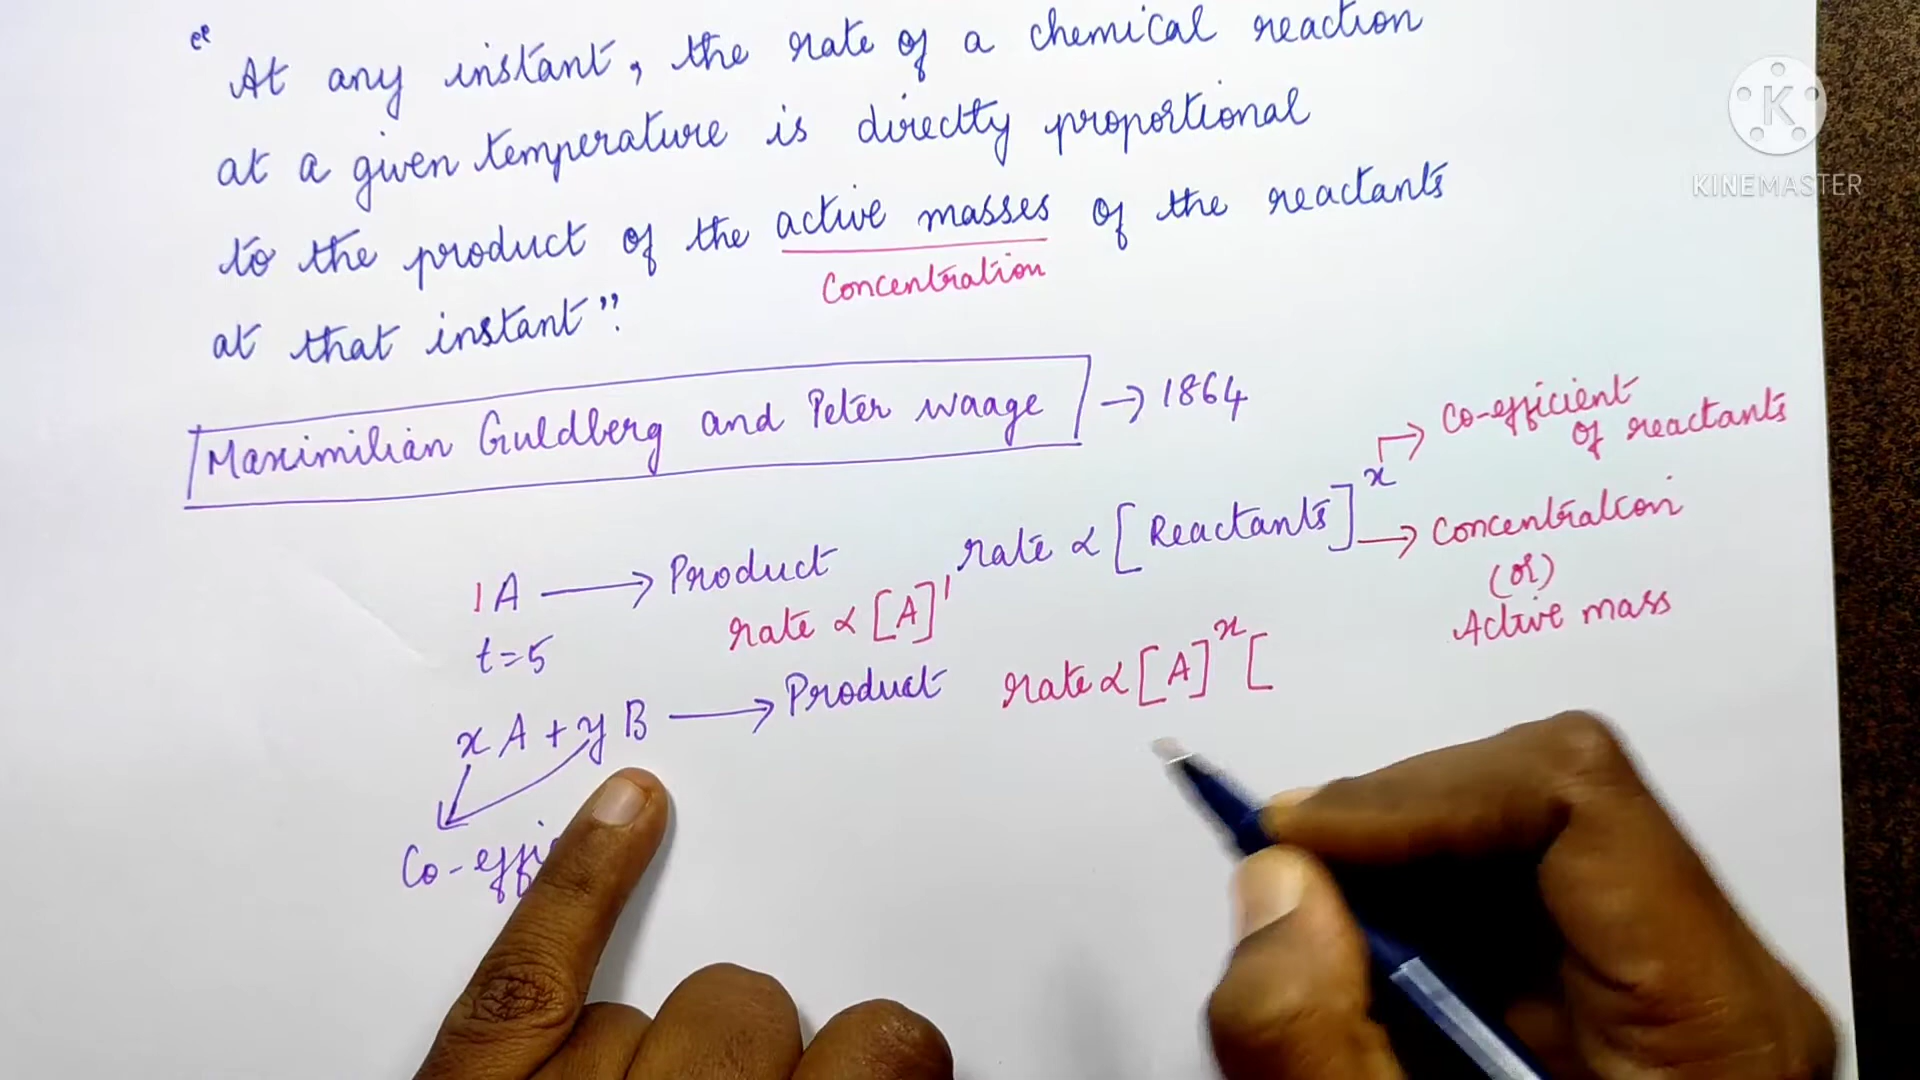 “At any instant, the rate of a chemical reaction
at a given temperature is directly proportional
to the product of the active masses of the reactants
Concentration
at that instant”.
Maximilian Guldberg and Peter waage → 1864
Co-efficient
of reactants
rate ∝ [Reactants]^x → Concentration
(or)
Active mass
1A → Product
rate ∝ [A]^1
t=5
xA + yB → Product
rate ∝ [A]^x [
KINEMASTER